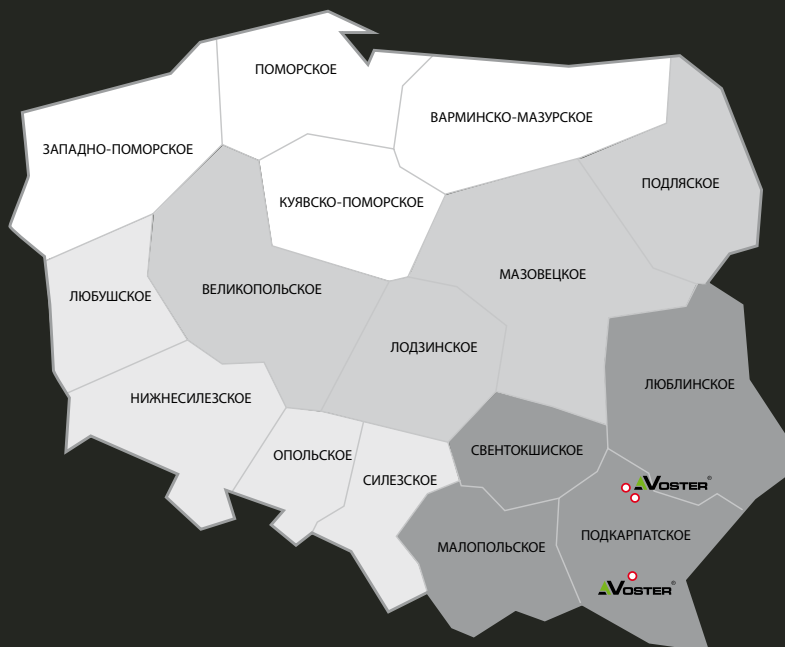 ПОМОРСКОЕ
ВАРМИНСКО-МАЗУРСКОЕ
ЗАПАДНО-ПОМОРСКОЕ
ПОДЛЯСКОЕ
КУЯВСКО-ПОМОРСКОЕ
МАЗОВЕЦКОЕ
ВЕЛИКОПОЛЬСКОЕ
ЛЮБУШСКОЕ
ЛОДЗИНСКОЕ
ЛЮБЛИНСКОЕ
НИЖНЕСИЛЕЗСКОЕ
СВЕНТОКШИСКОЕ
ОПОЛЬСКОЕ
СИЛЕЗСКОЕ
VOSTER®
ПОДКАРПАТСКОЕ
МАЛОПОЛЬСКОЕ
VOSTER®